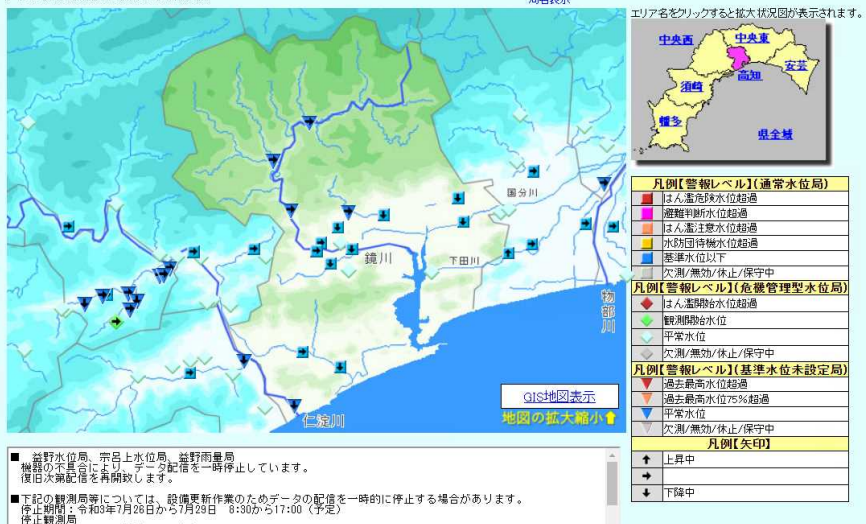 局名表示
エリア名をクリックすると拡大状況図が表示されます。
中央西
中央東
安芸
高知
須崎
幡多
県全域
国分川
鏡川
下田川
物部川
仁淀川
GIS地図表示
地図の拡大縮小↑
凡例【警報レベル】(通常水位局)
はん濫危険水位超過
避難判断水位超過
はん濫注意水位超過
水防団待機水位超過
基準水位以下
欠測/無効/休止/保守中
凡例【警報レベル】(危機管理型水位局)
はん濫開始水位超過
観測開始水位
平常水位
欠測/無効/休止/保守中
凡例【警報レベル】(基準水位未設定局)
過去最高水位超過
過去最高水位75%超過
平常水位
欠測/無効/休止/保守中
凡例【矢印】
↑ 上昇中
→
↓ 下降中
■ 益野水位局、宗呂上水位局、益野雨量局
機器の不具合により、データ配信を一時停止しています。
復旧次第配信を再開致します。
■下記の観測局等については、設備更新作業のためデータの配信を一時的に停止する場合があります。
停止期間：令和3年7月26日から7月29日　8:30から17:00（予定）
停止観測局